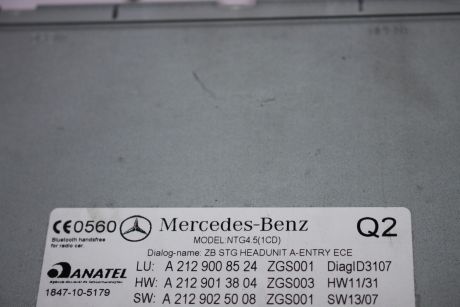 CE0560 Mercedes-Benz Q2
Bluetooth handsfree
for radio car
MODEL:NTG4.5(1CD)
Dialog-name: ZB STG HEADUNIT A-ENTRY ECE
LU: A 212 900 85 24 ZGS001 DiagID3107
ANATEL HW: A 212 901 38 04 ZGS003 HW11/31
1847-10-5179 SW: A 212 902 50 08 ZGS001 SW13/07